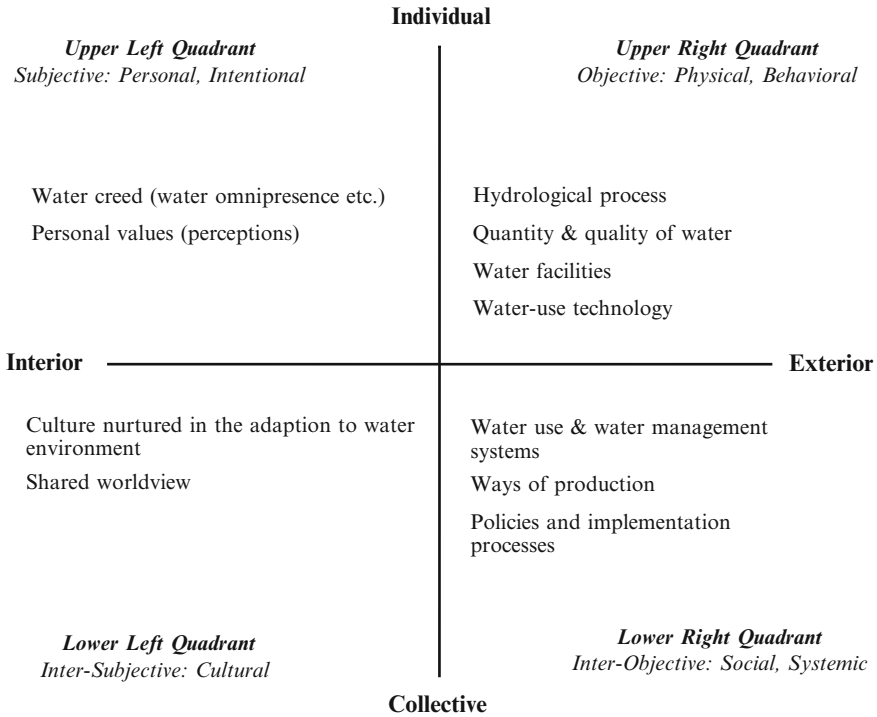 Individual
Upper Left Quadrant
Subjective: Personal, Intentional
Upper Right Quadrant
Objective: Physical, Behavioral
Water creed (water omnipresence etc.)
Personal values (perceptions)
Hydrological process
Quantity & quality of water
Water facilities
Water-use technology
Interior
Exterior
Culture nurtured in the adaption to water
environment
Shared worldview
Water use & water management
systems
Ways of production
Policies and implementation
processes
Lower Left Quadrant
Inter-Subjective: Cultural
Lower Right Quadrant
Inter-Objective: Social, Systemic
Collective